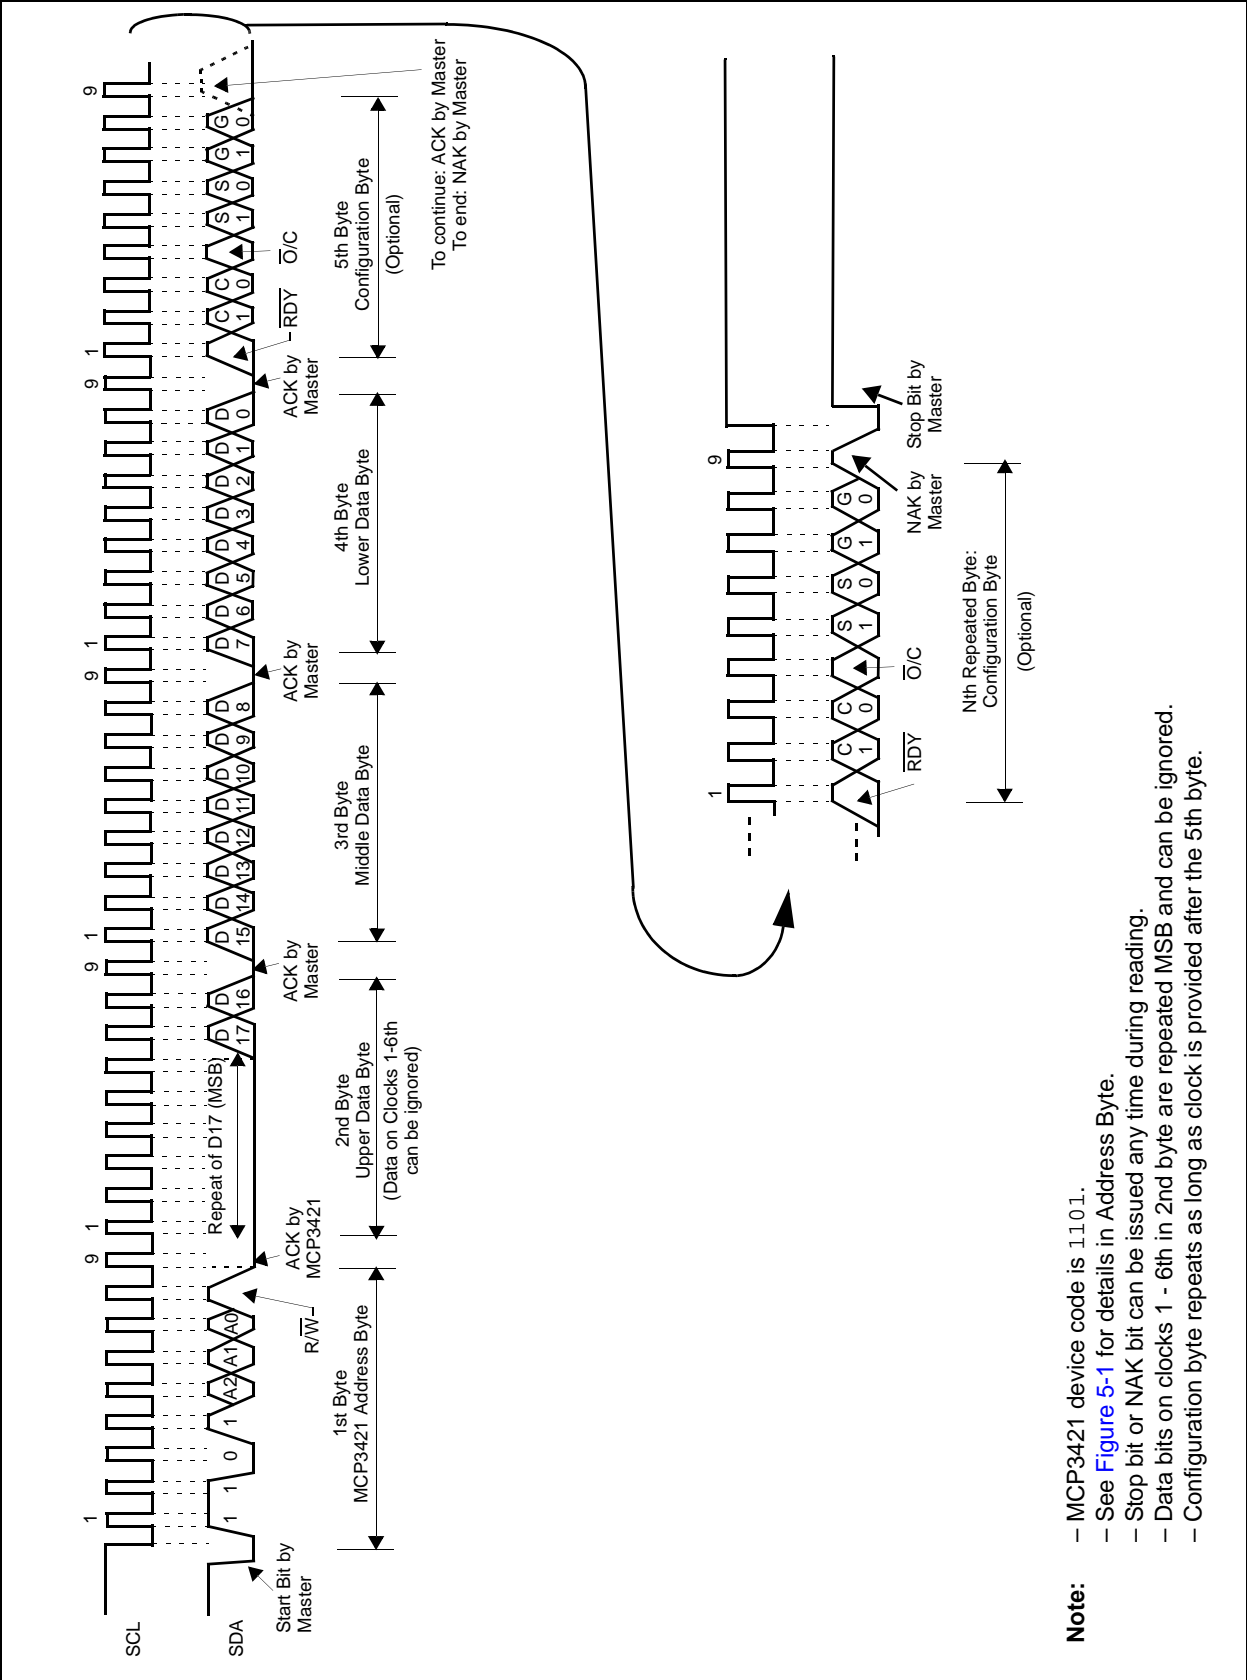 1 9 1 9 1 9 1 9 1 9
SCL
SDA
1 1 0 1 A2 A1 A0
Repeat of D17 (MSB)
D17 D16
D15 D14 D13 D12 D11 D10 D9 D8
D7 D6 D5 D4 D3 D2 D1 D0
C1 C0 S1 S0 G1 G0
Start Bit by
Master
R/W
ACK by
MCP3421
ACK by
Master
ACK by
Master
ACK by
Master
RDY
O/C
1st Byte
MCP3421 Address Byte
2nd Byte
Upper Data Byte
(Data on Clocks 1-6th
can be ignored)
3rd Byte
Middle Data Byte
4th Byte
Lower Data Byte
5th Byte
Configuration Byte
(Optional)
To continue: ACK by Master
To end: NAK by Master
1 9
C1 C0 S1 S0 G1 G0
RDY
O/C
NAK by
Master
Stop Bit by
Master
Nth Repeated Byte:
Configuration Byte
(Optional)
Note:
– MCP3421 device code is 1101.
– See Figure 5-1 for details in Address Byte.
– Stop bit or NAK bit can be issued any time during reading.
– Data bits on clocks 1 - 6th in 2nd byte are repeated MSB and can be ignored.
– Configuration byte repeats as long as clock is provided after the 5th byte.